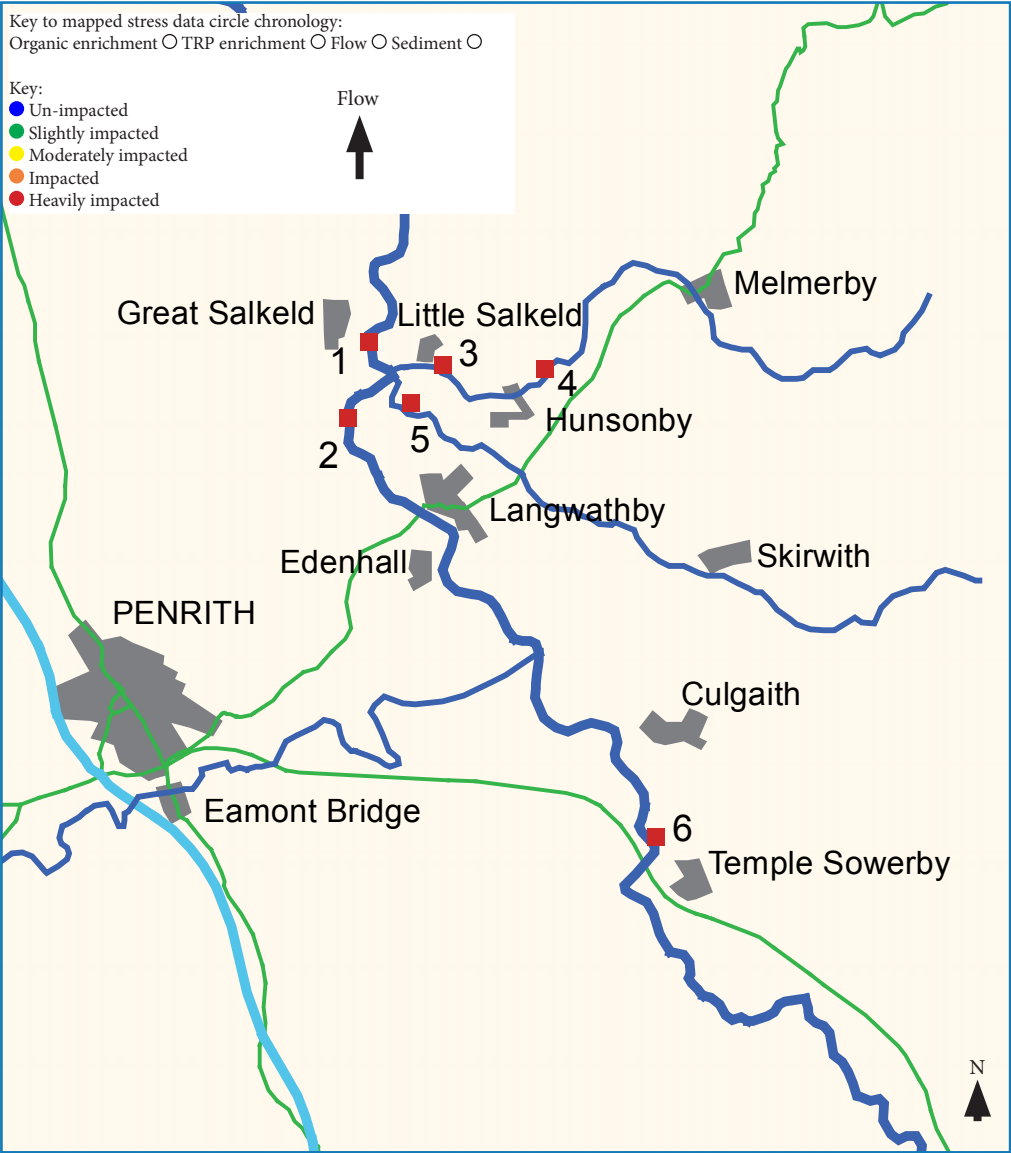 Key to mapped stress data circle chronology:
Organic enrichment TRP enrichment Flow Sediment
Key:
Un-impacted
Slightly impacted
Moderately impacted
Impacted
Heavily impacted
Flow
Melmerby
Great Salkeld
Little Salkeld
1
3
4
Hunsonby
5
2
Langwathby
Edenhall
Skirwith
PENRITH
Culgaith
Eamont Bridge
6
Temple Sowerby
N